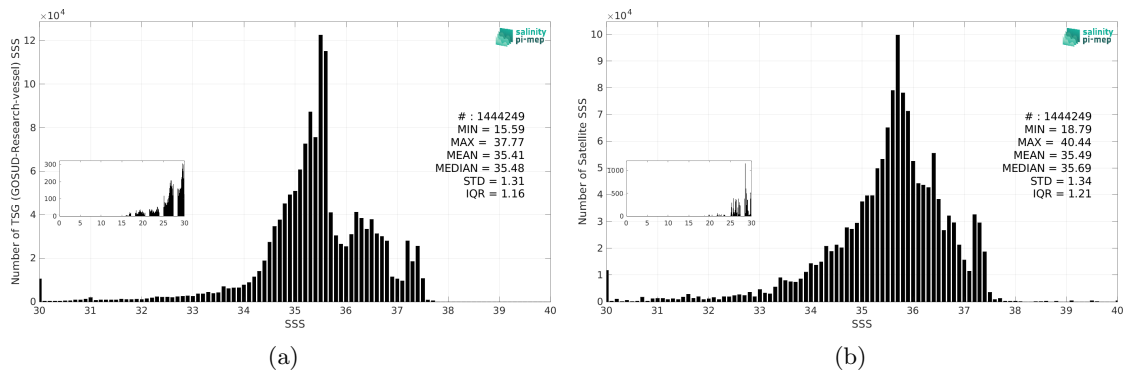 ×10⁴
salinity
pi-mep
Number of TSG (GOSUD-Research-vessel) SSS
12
10
8
6
4
2
0
# : 1444249
MIN = 15.59
MAX = 37.77
MEAN = 35.41
MEDIAN = 35.48
STD = 1.31
IQR = 1.16
300
200
100
0
0 5 10 15 20 25 30
30 31 32 33 34 35 36 37 38 39 40
SSS
(a)
×10⁴
salinity
pi-mep
Number of Satellite SSS
10
9
8
7
6
5
4
3
2
1
0
# : 1444249
MIN = 18.79
MAX = 40.44
MEAN = 35.49
MEDIAN = 35.69
STD = 1.34
IQR = 1.21
1000
500
0
0 5 10 15 20 25 30
30 31 32 33 34 35 36 37 38 39 40
SSS
(b)